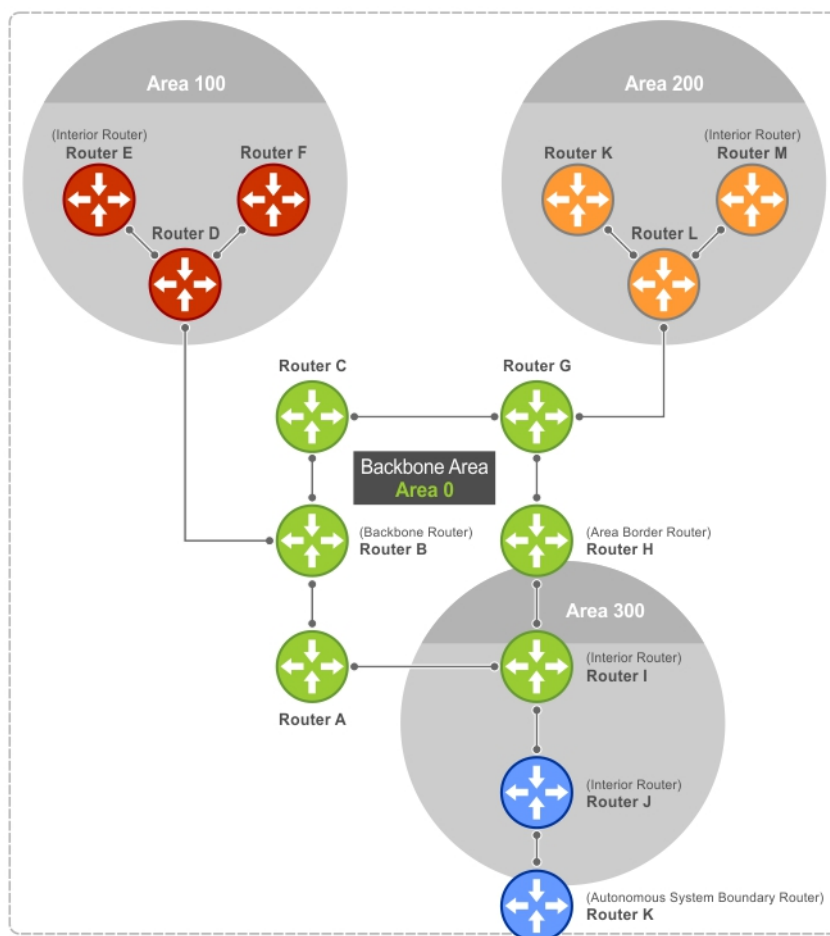 Area 100
Area 200
(Interior Router)
Router E
Router F
Router K
(Interior Router)
Router M
Router D
Router L
Router C
Router G
Backbone Area
Area 0
(Backbone Router)
Router B
(Area Border Router)
Router H
Area 300
(Interior Router)
Router I
Router A
(Interior Router)
Router J
(Autonomous System Boundary Router)
Router K